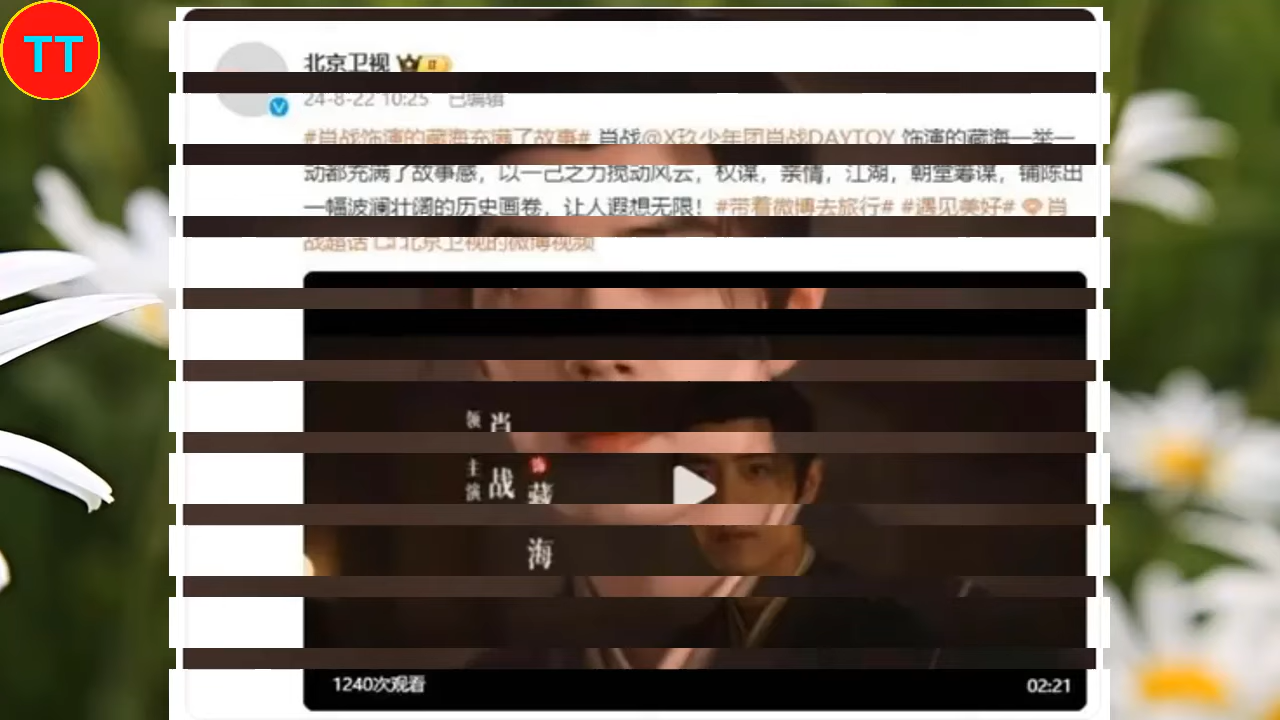 TT
北京卫视
24-8-22 10:25 已编辑
#肖战饰演的藏海充满了故事# 肖战@X玖少年团肖战DAYTOY 饰演的藏海一举一
动都充满了故事感，以一己之力搅动风云，权谋，亲情，江湖，朝堂筹谋，铺陈出
一幅波澜壮阔的历史画卷，让人遐想无限！#带着微博去旅行# #遇见美好# 肖
战超话 北京卫视的微博视频
领主演
肖战
饰
藏海
1240次观看
02:21